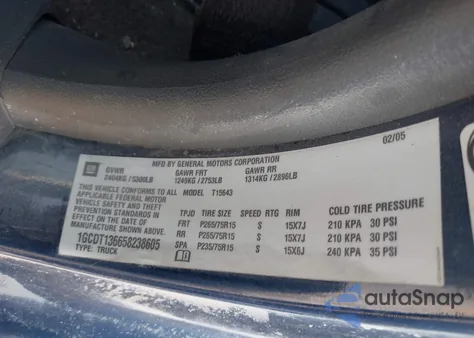 02/05
GM
MFD BY GENERAL MOTORS CORPORATION
GVWR GAWR FRT GAWR RR
2404KG / 5300LB 1249KG / 2753LB 1314KG / 2896LB
THIS VEHICLE CONFORMS TO ALL MODEL T15643
APPLICABLE FEDERAL MOTOR
VEHICLE SAFETY AND THEFT
PREVENTION STANDARDS IN
EFFECT ON THE DATE OF
MANUFACTURE SHOWN ABOVE.
1GCDT136658238605
TYPE: TRUCK
TPJD TIRE SIZE SPEED RTG RIM COLD TIRE PRESSURE
FRT P265/75R15 S 15X7J 210 KPA 30 PSI
RR P265/75R15 S 15X7J 210 KPA 30 PSI
SPA P235/75R15 S 15X6J 240 KPA 35 PSI
autoSnap